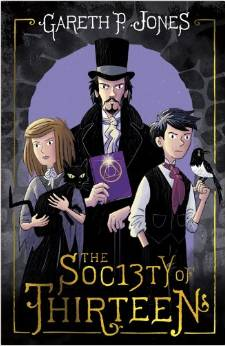 GARETH P. JONES
THE
SOC13TY OF
THIRTEEN